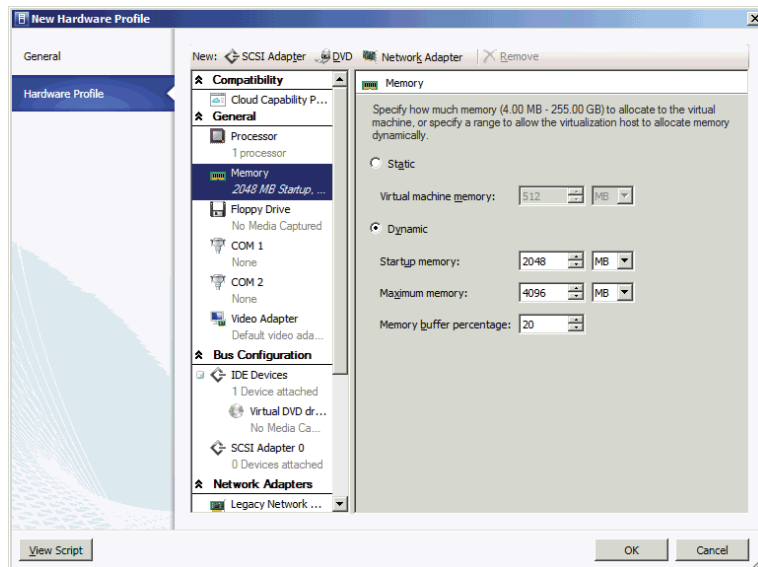 New Hardware Profile
General
Hardware Profile
New: SCSI Adapter DVD Network Adapter Remove
Compatibility
Cloud Capability P...
General
Processor
1 processor
Memory
2048 MB Startup, ...
Floppy Drive
No Media Captured
COM 1
None
COM 2
None
Video Adapter
Default video ada...
Bus Configuration
IDE Devices
1 Device attached
Virtual DVD dr...
No Media Ca...
SCSI Adapter 0
0 Devices attached
Network Adapters
Legacy Network ...
Memory
Specify how much memory (4.00 MB - 255.00 GB) to allocate to the virtual
machine, or specify a range to allow the virtualization host to allocate memory
dynamically.
Static
Virtual machine memory: 512 MB
Dynamic
Startup memory: 2048 MB
Maximum memory: 4096 MB
Memory buffer percentage: 20
View Script
OK Cancel